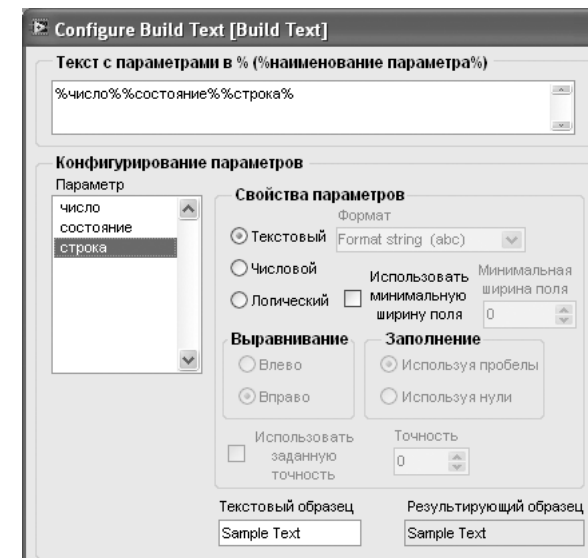 Configure Build Text [Build Text]
Текст с параметрами в % (%наименование параметра%)
%число%%состояние%%строка%
Конфигурирование параметров
Параметр
число
состояние
строка
Свойства параметров
Формат
Текстовый
Format string (abc)
Числовой
Логический
Использовать
минимальную
ширину поля
Минимальная
ширина поля
0
Выравнивание
Влево
Вправо
Заполнение
Используя пробелы
Используя нули
Использовать
заданную
точность
Точность
0
Текстовый образец
Sample Text
Результирующий образец
Sample Text